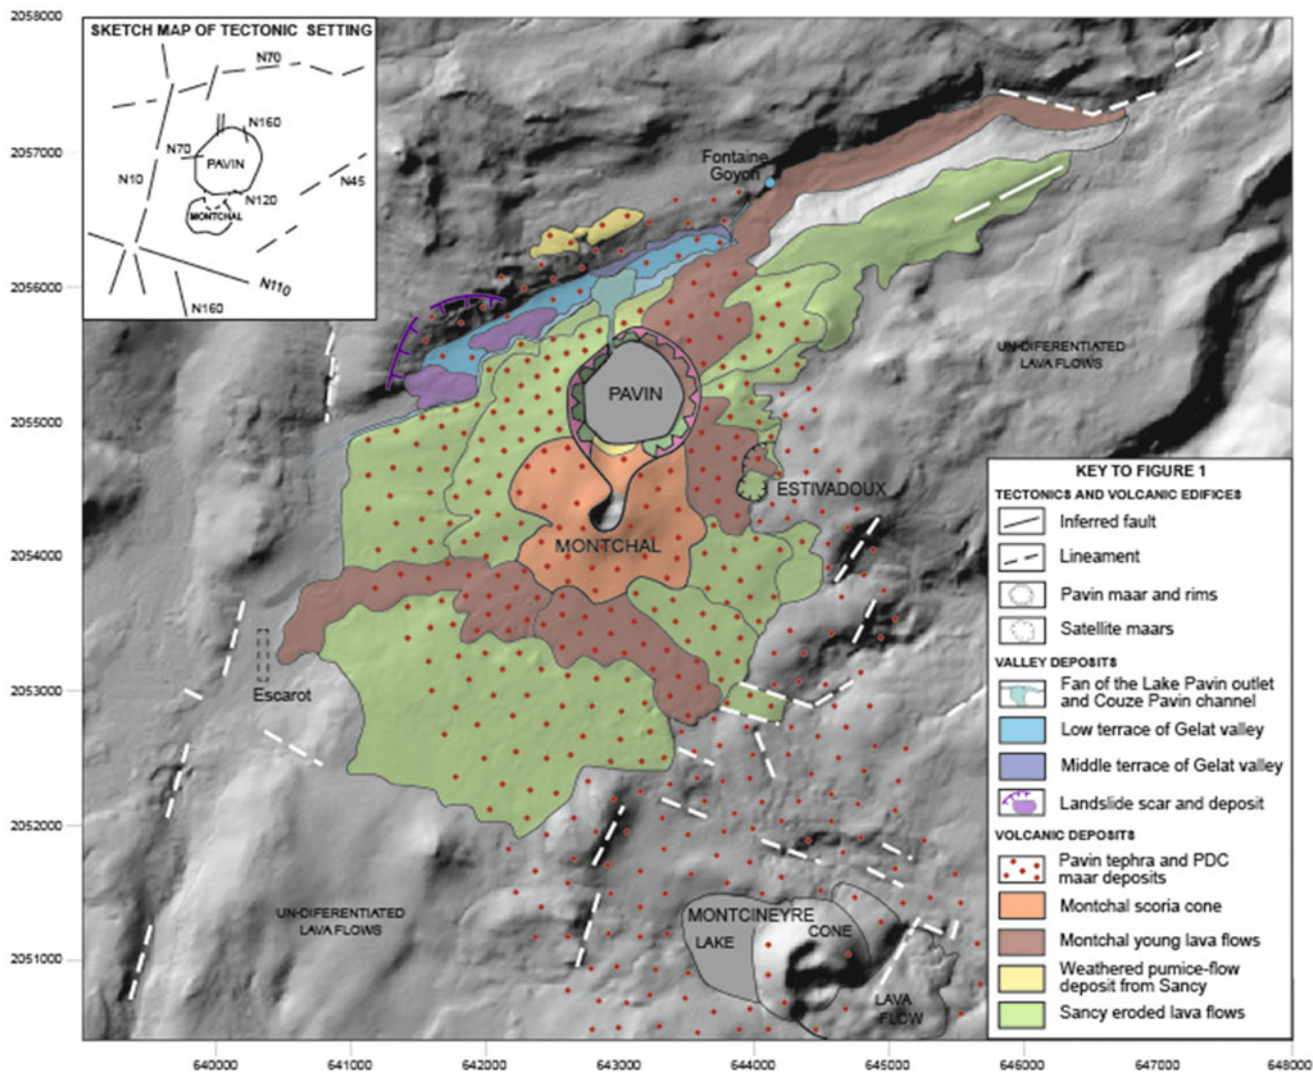 2058000
SKETCH MAP OF TECTONIC SETTING
N70
N160
N70
PAVIN
N10
N45
N120
MONTCHAL
N110
N160
2057000
Fontaine
Goyon
2056000
UN-DIFERENTIATED
LAVA FLOWS
PAVIN
2055000
ESTIVADOUX
2054000
MONTCHAL
2053000
Escarot
2052000
UN-DIFERENTIATED
LAVA FLOWS
MONTCINEYRE
LAKE
CONE
2051000
LAVA
FLOW
KEY TO FIGURE 1
TECTONICS AND VOLCANIC EDIFICES
Inferred fault
Lineament
Pavin maar and rims
Satellite maars
VALLEY DEPOSITS
Fan of the Lake Pavin outlet
and Couze Pavin channel
Low terrace of Gelat valley
Middle terrace of Gelat valley
Landslide scar and deposit
VOLCANIC DEPOSITS
Pavin tephra and PDC
maar deposits
Montchal scoria cone
Montchal young lava flows
Weathered pumice-flow
deposit from Sancy
Sancy eroded lava flows
640000 641000 642000 643000 644000 645000 646000 647000 648000